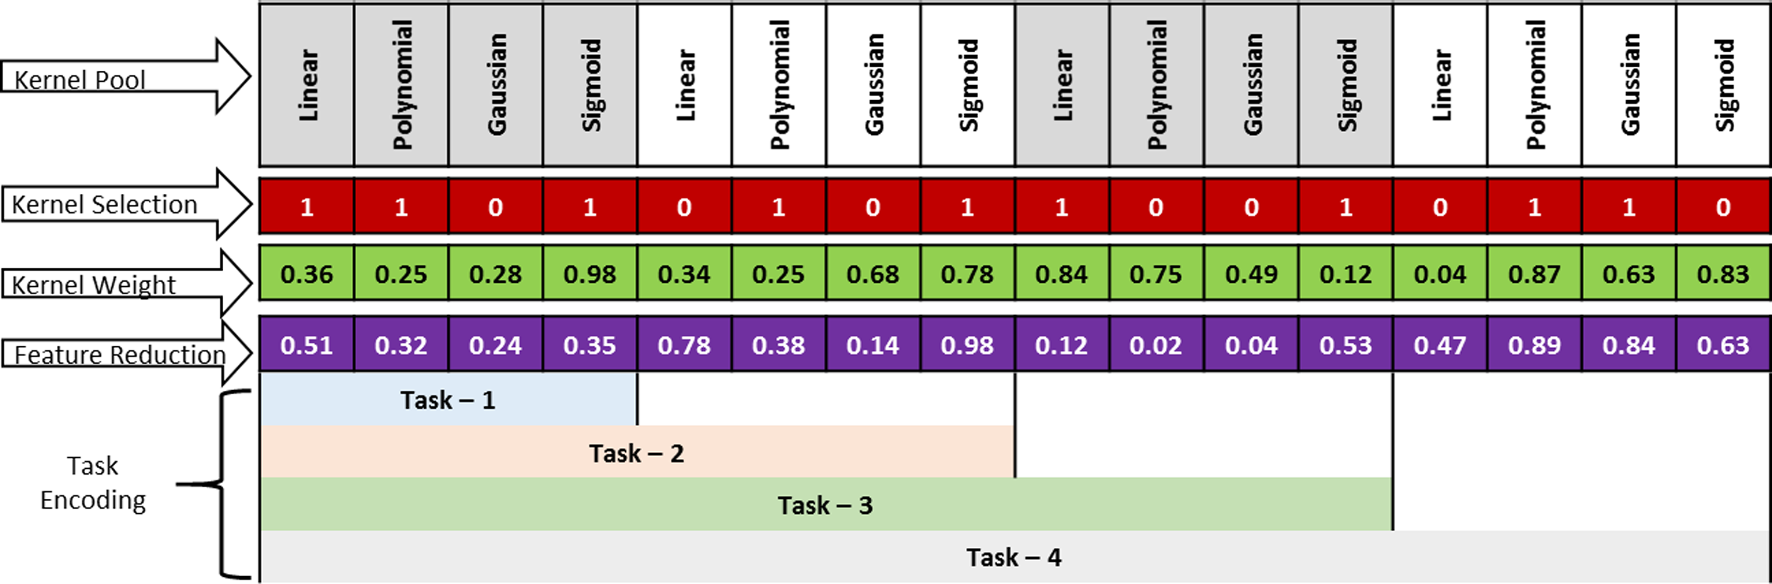 Kernel Pool
Linear Polynomial Gaussian Sigmoid Linear Polynomial Gaussian Sigmoid Linear Polynomial Gaussian Sigmoid Linear Polynomial Gaussian Sigmoid
Kernel Selection 1 1 0 1 0 1 0 1 1 0 0 1 0 1 1 0
Kernel Weight 0.36 0.25 0.28 0.98 0.34 0.25 0.68 0.78 0.84 0.75 0.49 0.12 0.04 0.87 0.63 0.83
Feature Reduction 0.51 0.32 0.24 0.35 0.78 0.38 0.14 0.98 0.12 0.02 0.04 0.53 0.47 0.89 0.84 0.63
Task – 1
Task – 2
Task
Encoding
Task – 3
Task – 4